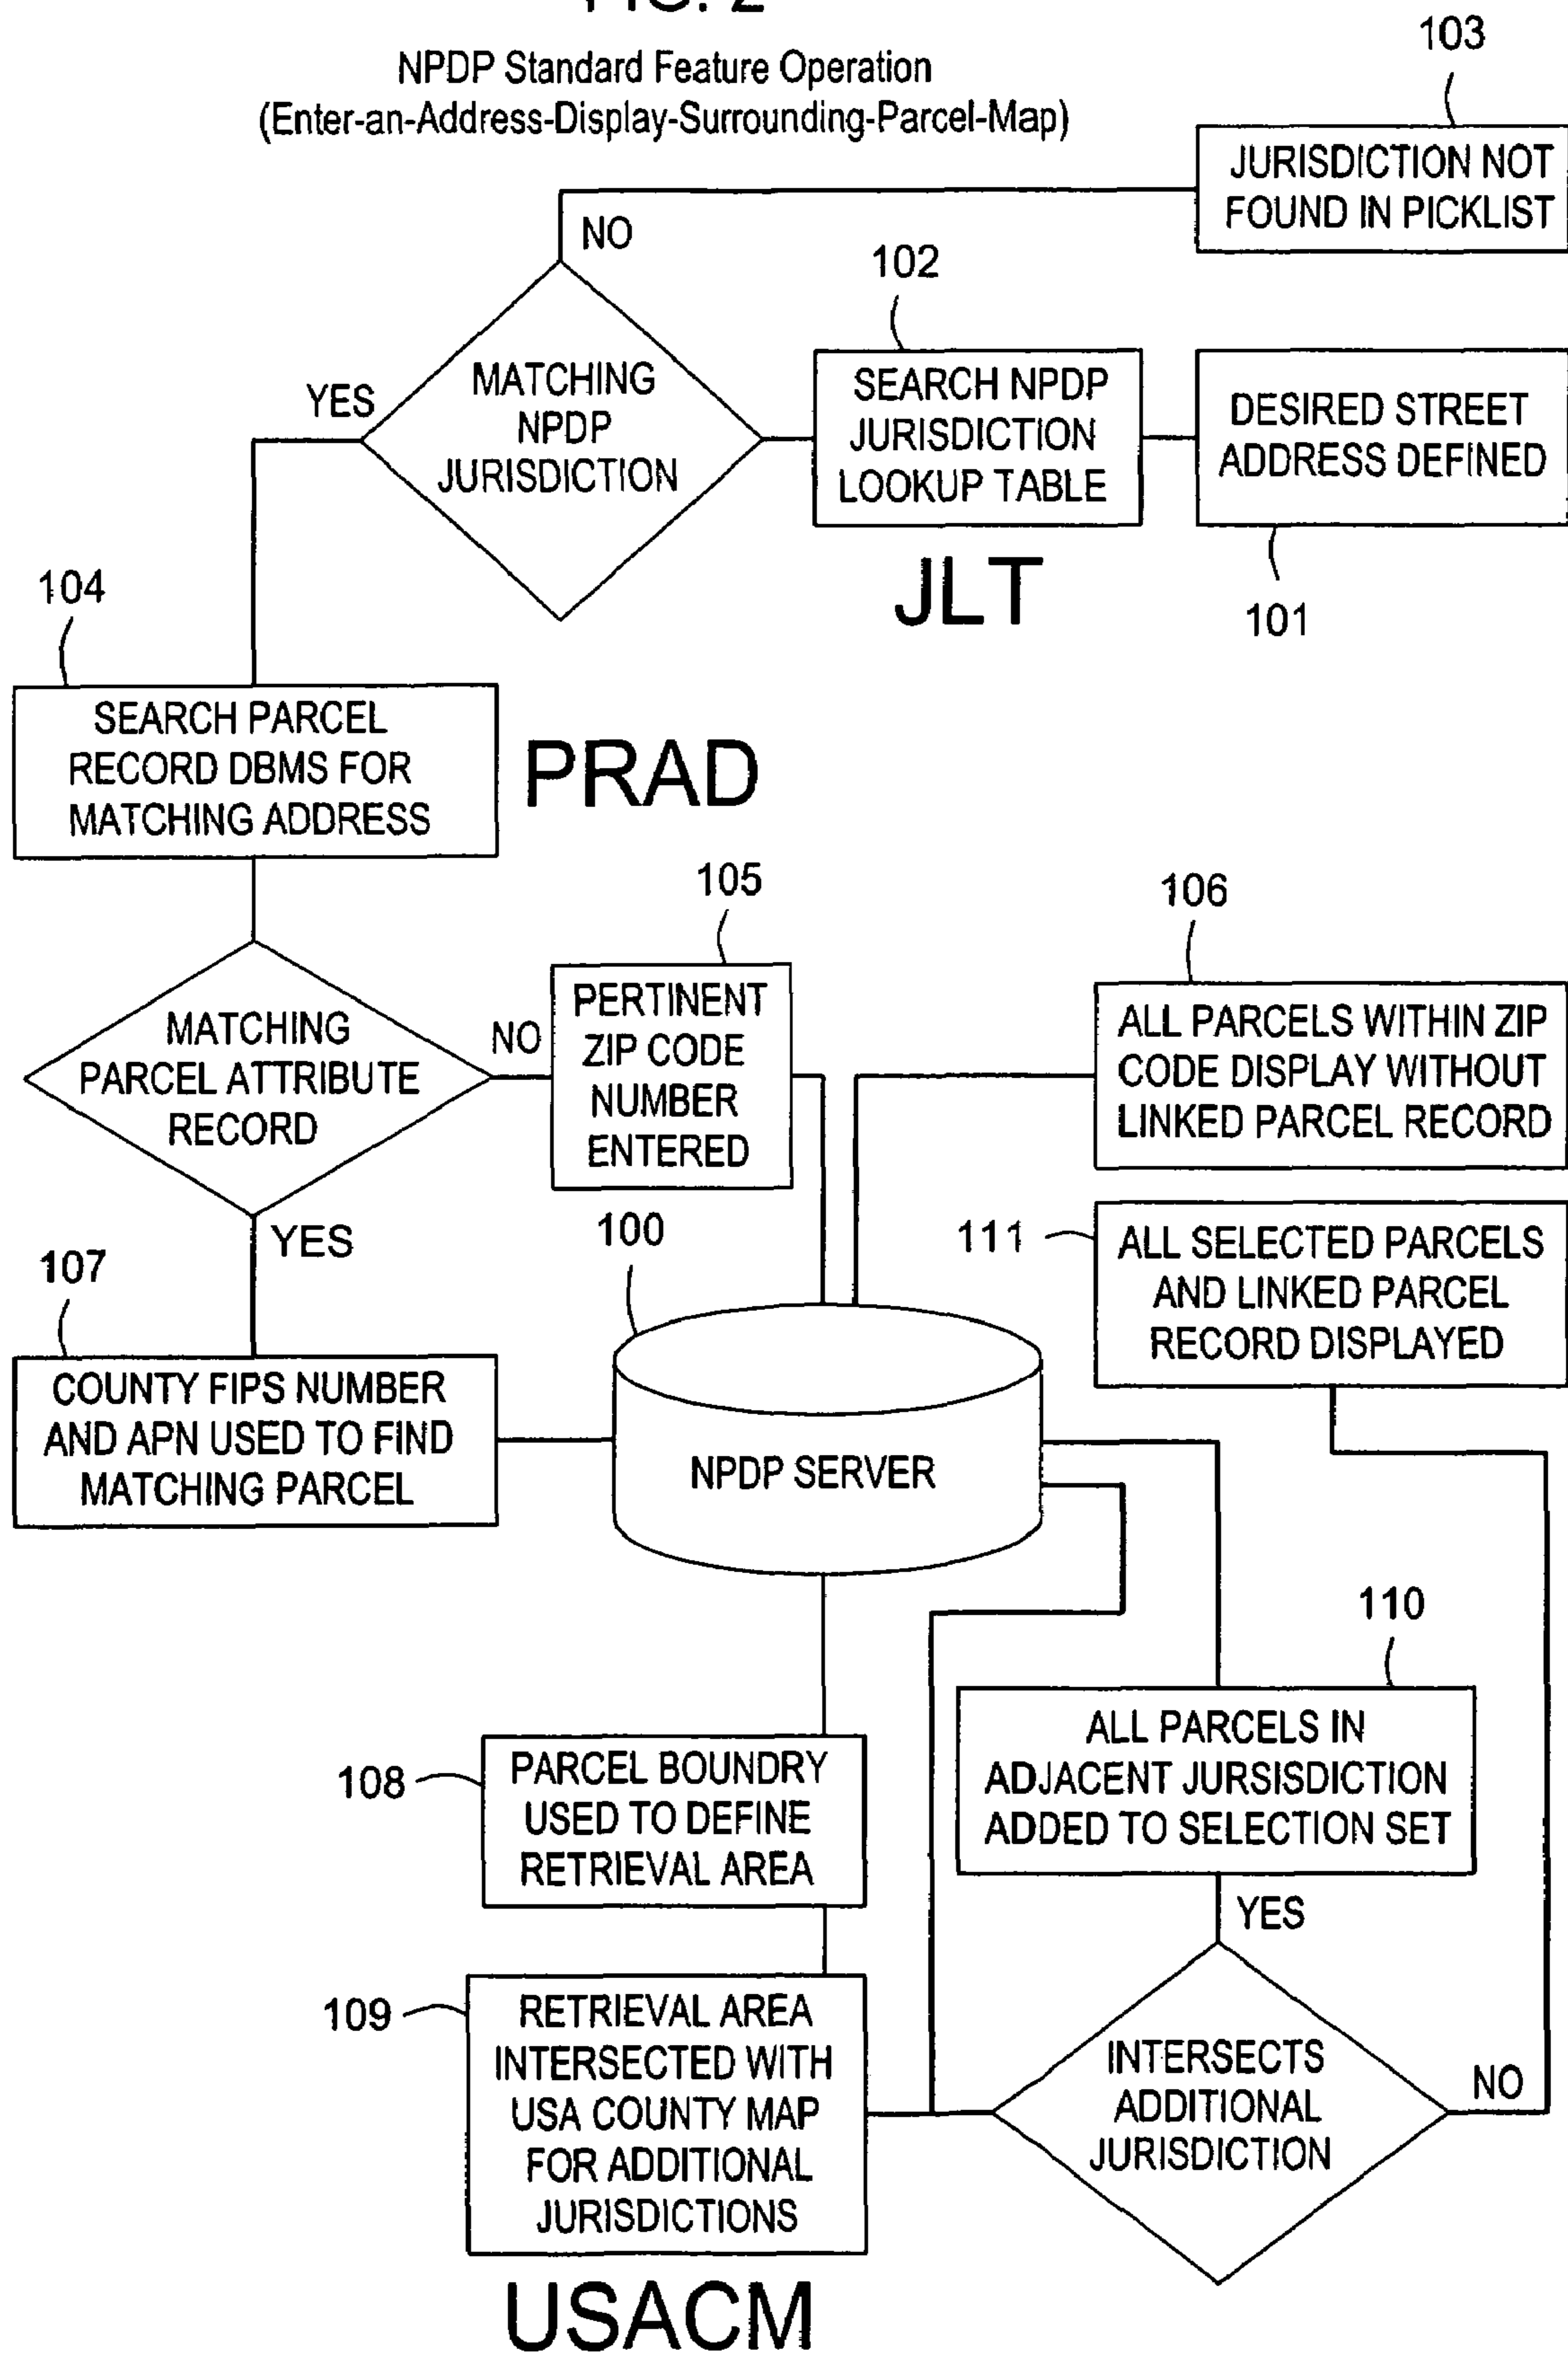 FIG. 2
NPDP Standard Feature Operation
(Enter-an-Address-Display-Surrounding-Parcel-Map)
103
JURISDICTION NOT
FOUND IN PICKLIST
NO
102
YES
MATCHING
NPDP
JURISDICTION
SEARCH NPDP
JURISDICTION
LOOKUP TABLE
DESIRED STREET
ADDRESS DEFINED
JLT
101
104
SEARCH PARCEL
RECORD DBMS FOR
MATCHING ADDRESS
PRAD
105
106
MATCHING
PARCEL ATTRIBUTE
RECORD
NO
PERTINENT
ZIP CODE
NUMBER
ENTERED
ALL PARCELS WITHIN ZIP
CODE DISPLAY WITHOUT
LINKED PARCEL RECORD
YES
100
111
ALL SELECTED PARCELS
AND LINKED PARCEL
RECORD DISPLAYED
107
COUNTY FIPS NUMBER
AND APN USED TO FIND
MATCHING PARCEL
NPDP SERVER
110
108
PARCEL BOUNDRY
USED TO DEFINE
RETRIEVAL AREA
ALL PARCELS IN
ADJACENT JURSISDICTION
ADDED TO SELECTION SET
YES
109
RETRIEVAL AREA
INTERSECTED WITH
USA COUNTY MAP
FOR ADDITIONAL
JURISDICTIONS
INTERSECTS
ADDITIONAL
JURISDICTION
NO
USACM